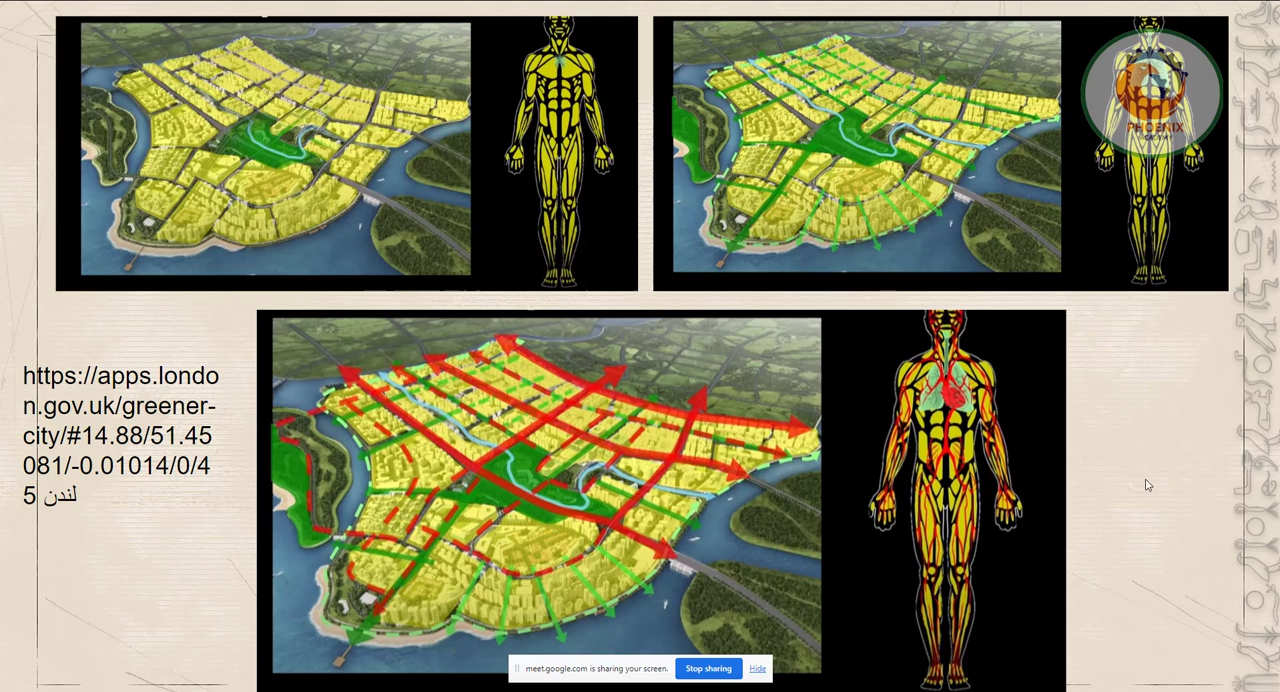 PHOENIX
ACADEMY
https://apps.londo
n.gov.uk/greener-
city/#14.88/51.45
081/-0.01014/0/4
5 لندن
meet.google.com is sharing your screen.
Stop sharing
Hide